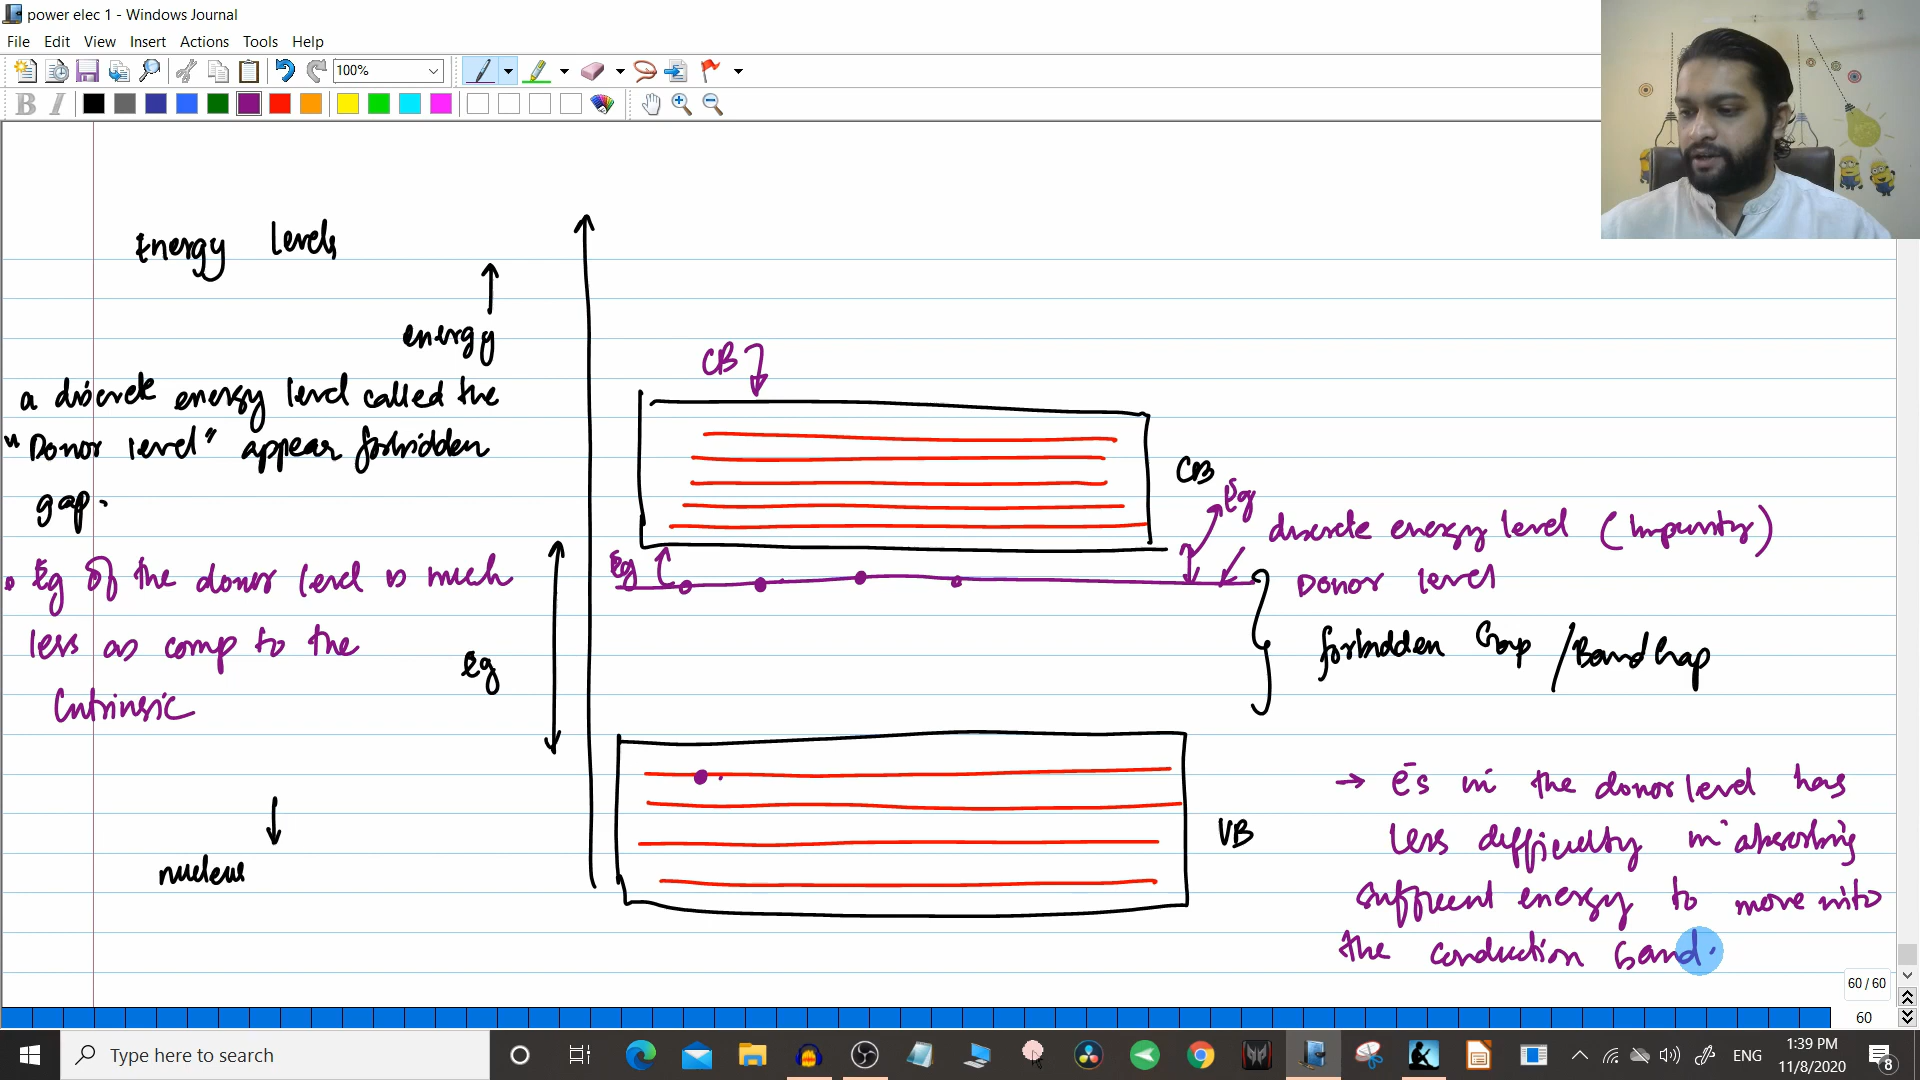 power elec 1 - Windows Journal
File Edit View Insert Actions Tools Help
100%
B I
Energy levels
energy
a discrete energy level called the
"Donor level" appear forbidden
gap.
Eg of the donor level is much
less as comp to the
Intrinsic
Eg
nucleus
CB
CB
Eg
Eg
discrete energy level (Impurity)
Donor level
forbidden Gap / Band Gap
VB
→ ēs in the donor level has
less difficulty in absorbing
sufficient energy to move into
the conduction band.
60 / 60
60
Type here to search
ENG
1:39 PM
11/8/2020
8